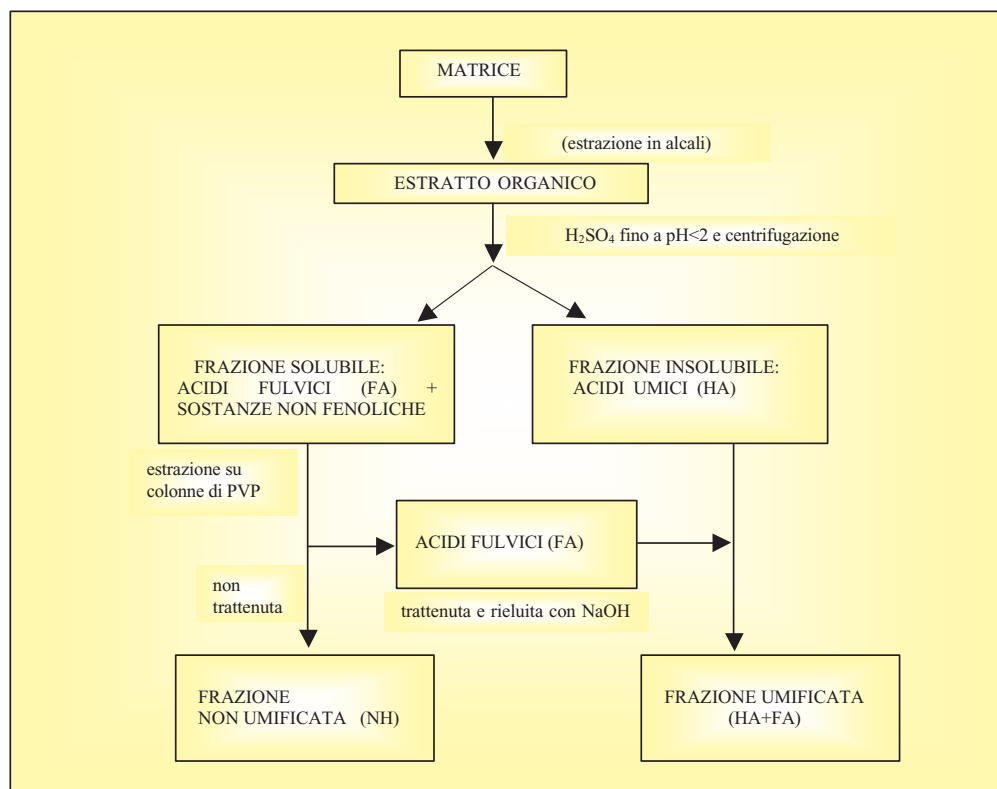 MATRICE
(estrazione in alcali)
ESTRATTO ORGANICO
H₂SO₄ fino a pH<2 e centrifugazione
FRAZIONE SOLUBILE:
ACIDI FULVICI (FA) +
SOSTANZE NON FENOLICHE
FRAZIONE INSOLUBILE:
ACIDI UMICI (HA)
estrazione su
colonne di PVP
ACIDI FULVICI (FA)
non
trattenuta
trattenuta e rieluita con NaOH
FRAZIONE
NON UMIFICATA (NH)
FRAZIONE UMIFICATA
(HA+FA)